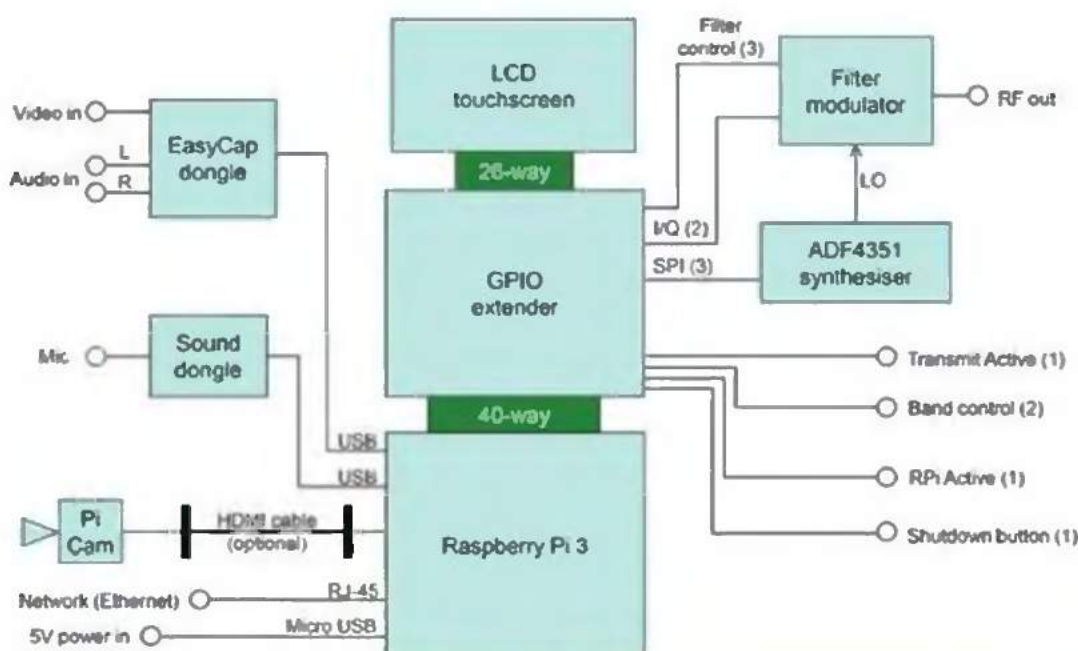 Filter
control (3)
LCD
touchscreen
Filter
modulator
RF out
Video in
L
Audio in
R
EasyCap
dongle
26-way
LO
I/Q (2)
SPI (3)
GPIO
extender
ADF4351
synthesiser
Mic
Sound
dongle
Transmit Active (1)
Band control (2)
40-way
USB
USB
RPi Active (1)
Pi
Cam
HDMI cable
(optional)
Raspberry Pi 3
Shutdown button (1)
RJ-45
Network (Ethernet)
Micro USB
5V power in